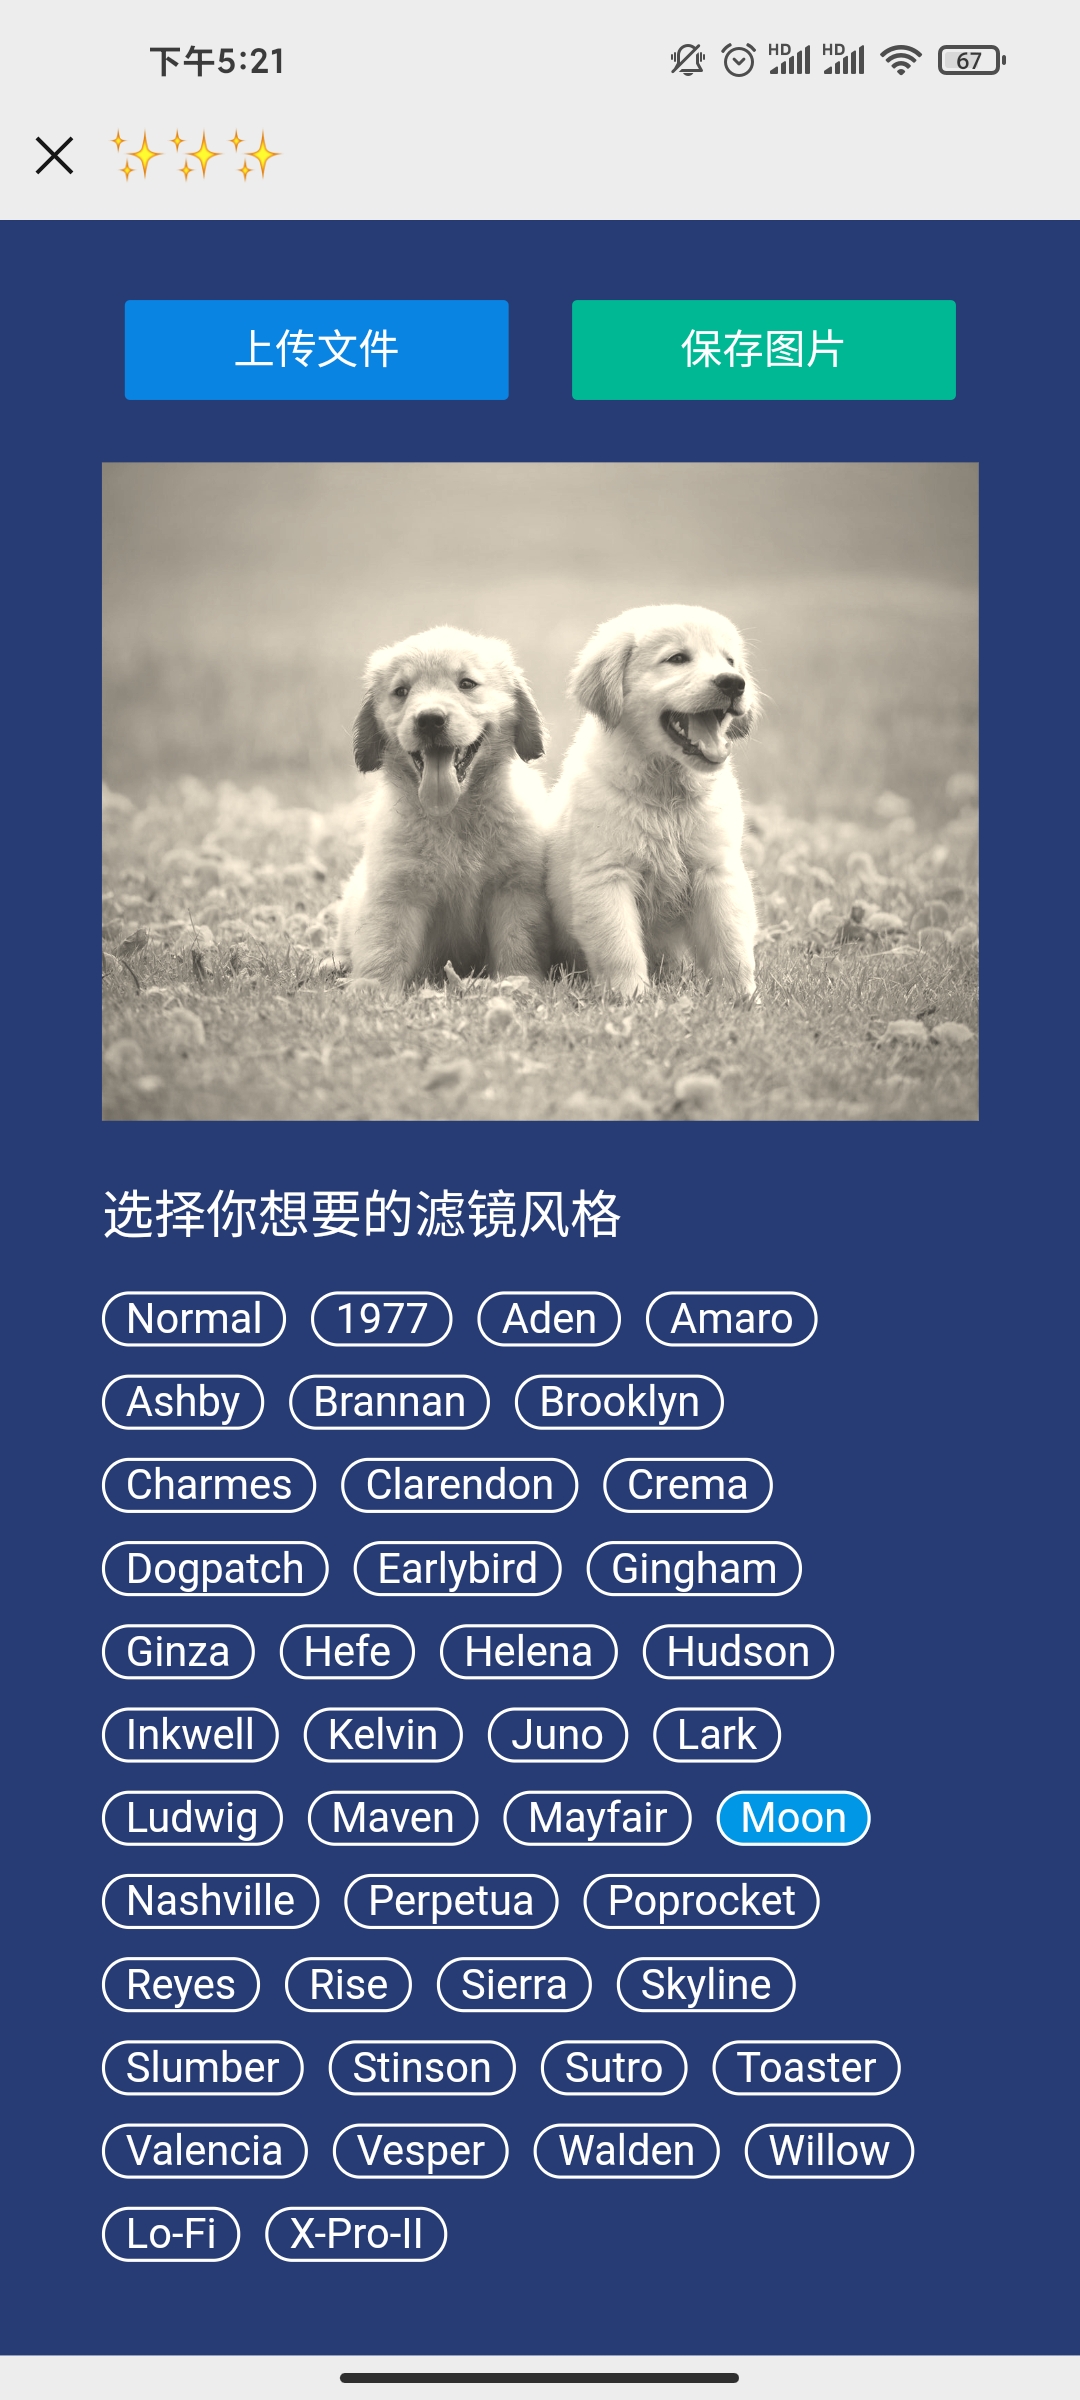 下午5:21 HD HD 67
✨✨✨
上传文件 保存图片
选择你想要的滤镜风格
Normal 1977 Aden Amaro
Ashby Brannan Brooklyn
Charmes Clarendon Crema
Dogpatch Earlybird Gingham
Ginza Hefe Helena Hudson
Inkwell Kelvin Juno Lark
Ludwig Maven Mayfair Moon
Nashville Perpetua Poprocket
Reyes Rise Sierra Skyline
Slumber Stinson Sutro Toaster
Valencia Vesper Walden Willow
Lo-Fi X-Pro-II